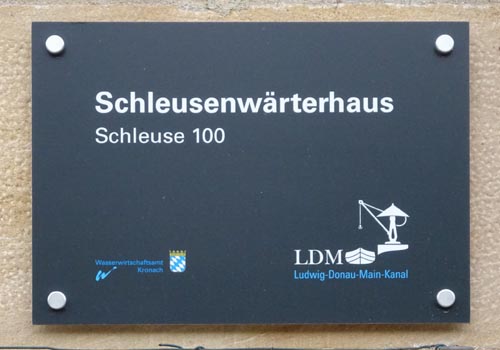 Schleusenwärterhaus
Schleuse 100
Wasserwirtschaftsamt
Kronach
LDM
Ludwig-Donau-Main-Kanal